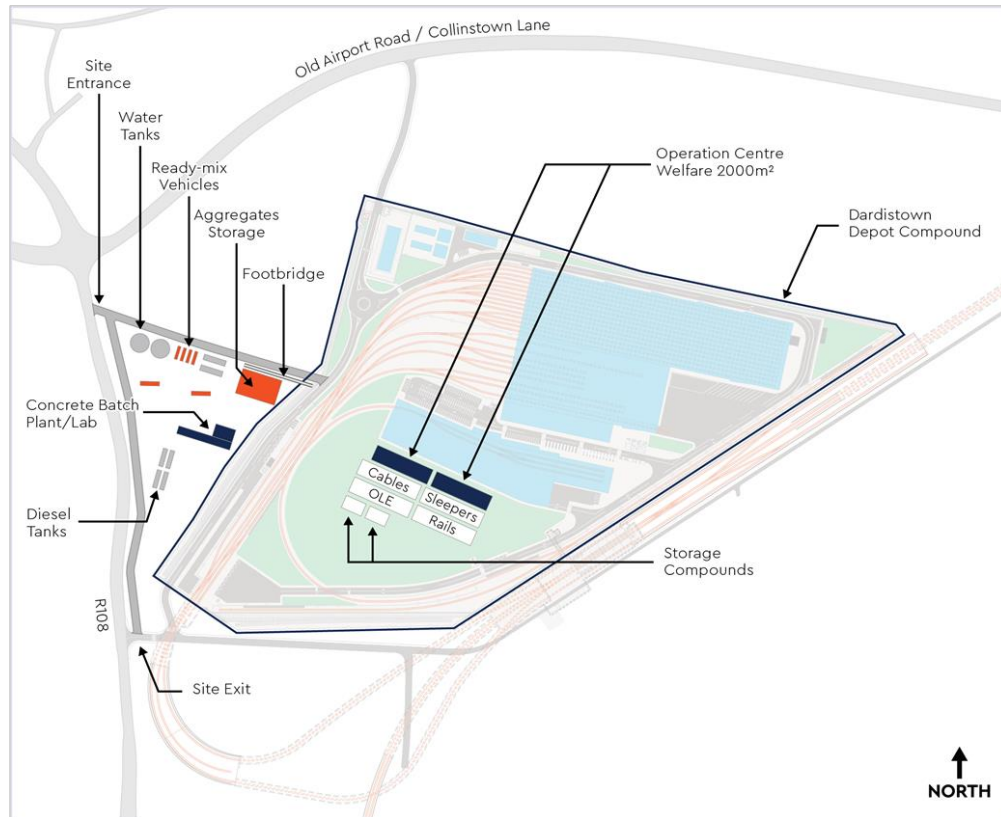 Old Airport Road / Collinstown Lane
Site
Entrance
Water
Tanks
Ready-mix
Vehicles
Aggregates
Storage
Footbridge
Operation Centre
Welfare 2000m²
Dardistown
Depot Compound
Concrete Batch
Plant/Lab
Cables
Sleepers
OLE
Rails
Diesel
Tanks
Storage
Compounds
R108
Site Exit
NORTH